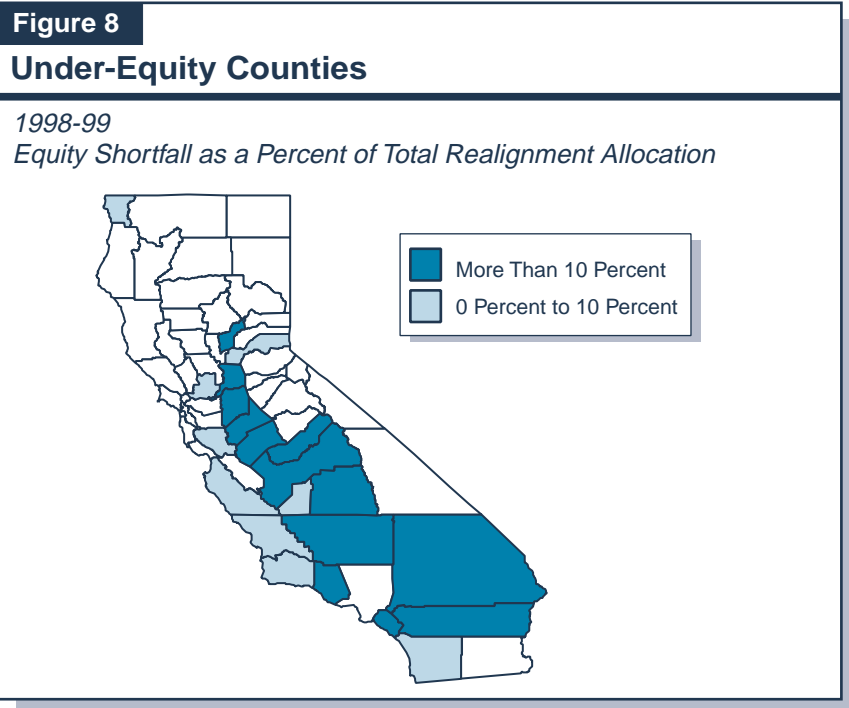 Figure 8
Under-Equity Counties
1998-99
Equity Shortfall as a Percent of Total Realignment Allocation
More Than 10 Percent
0 Percent to 10 Percent